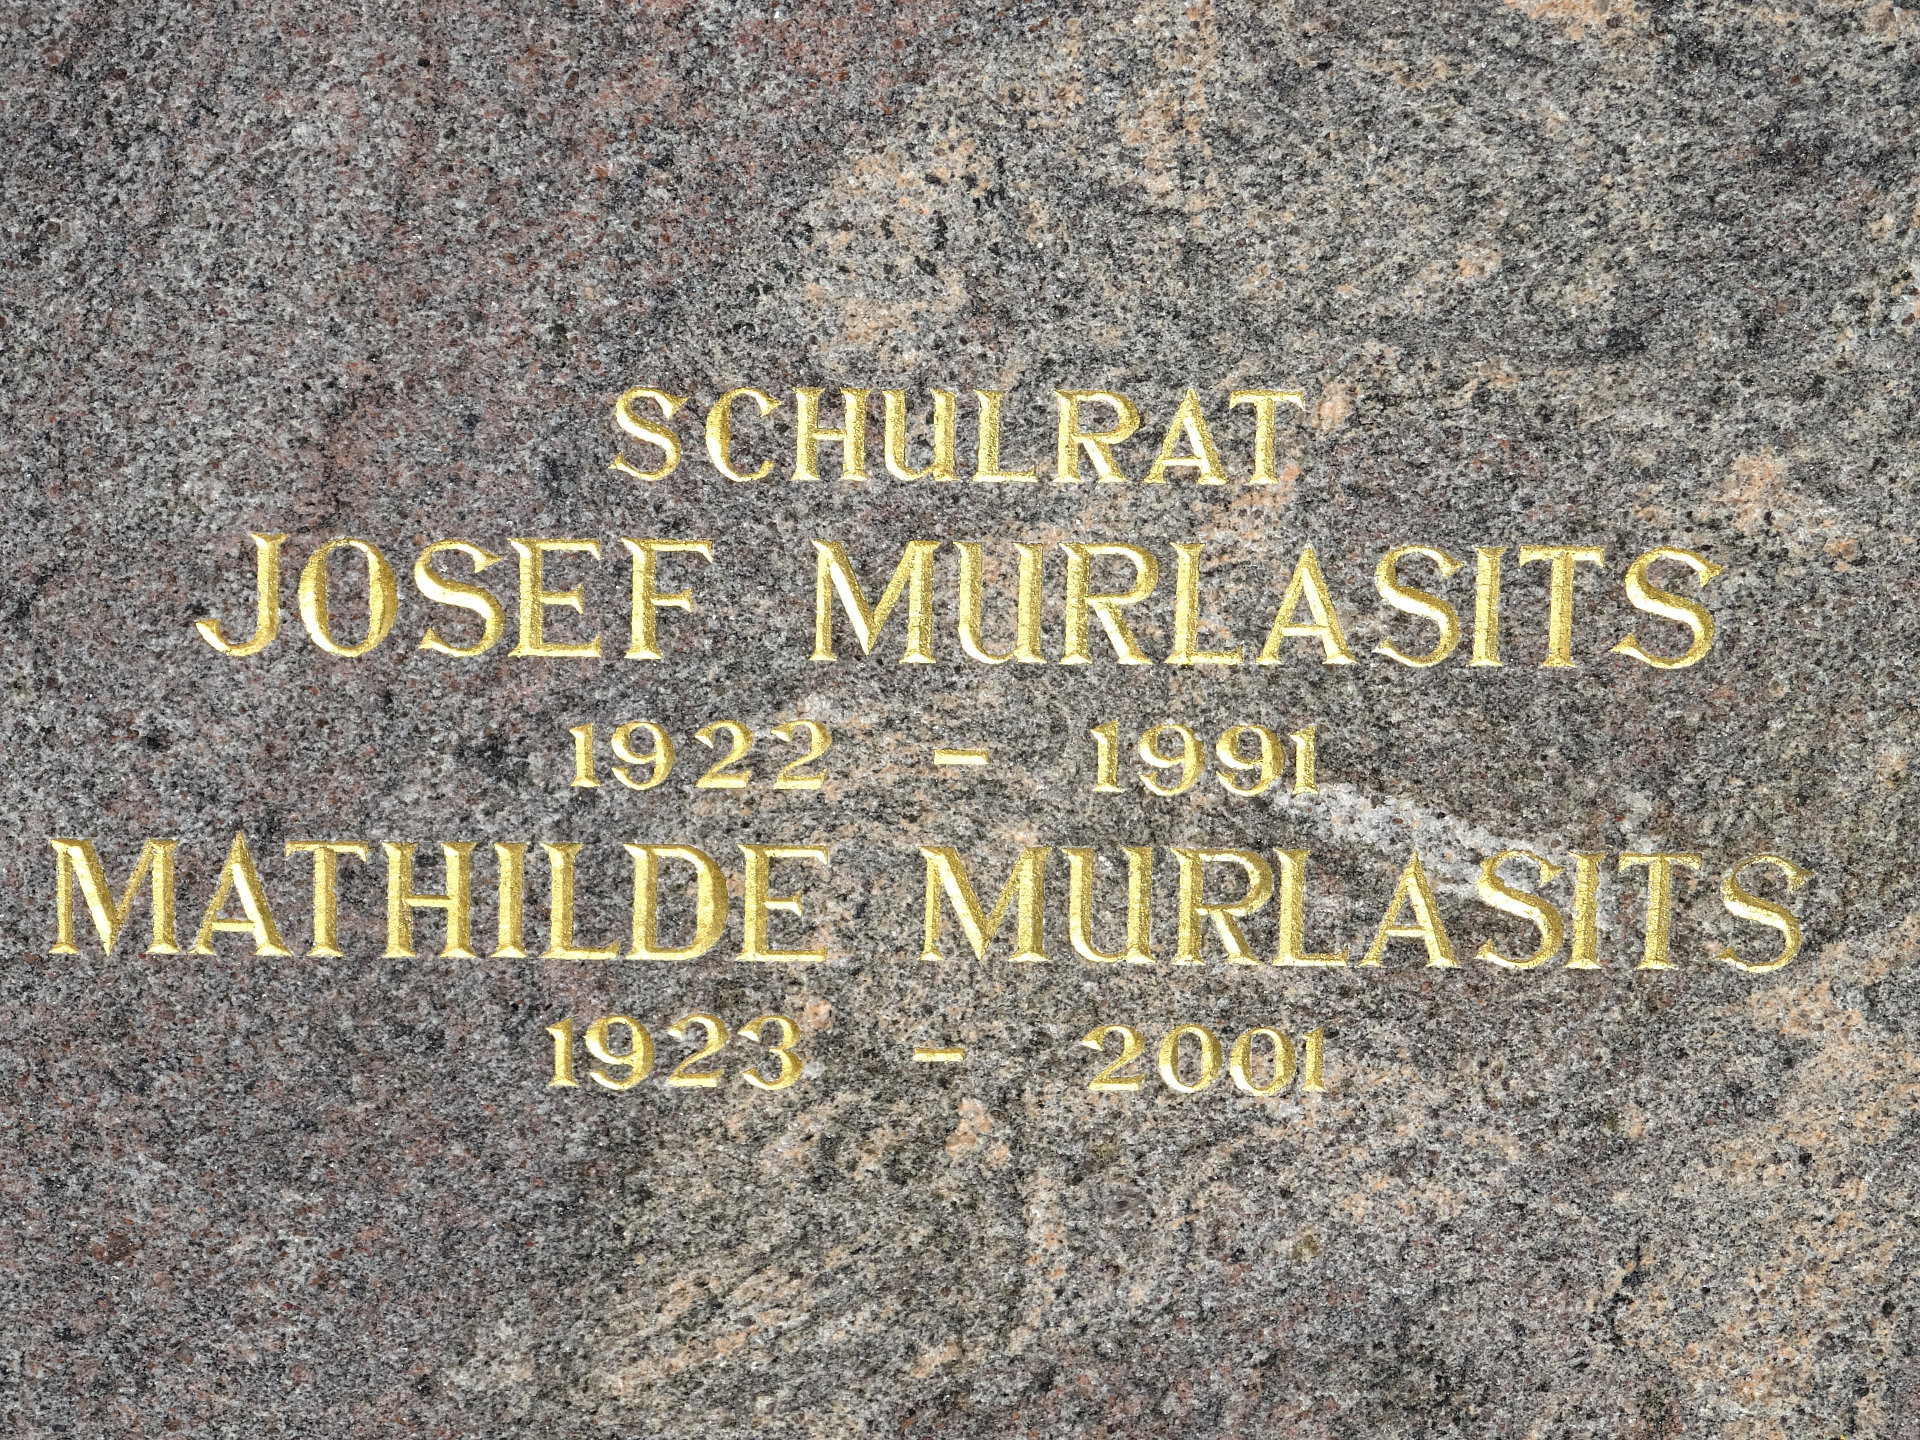 SCHULRAT
JOSEF MURLASITS
1922 – 1991
MATHILDE MURLASITS
1923 – 2001